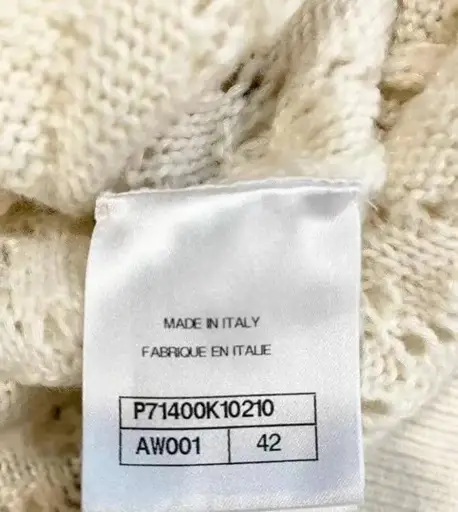 MADE IN ITALY
FABRIQUE EN ITALIE
P71400K10210
AW001 42